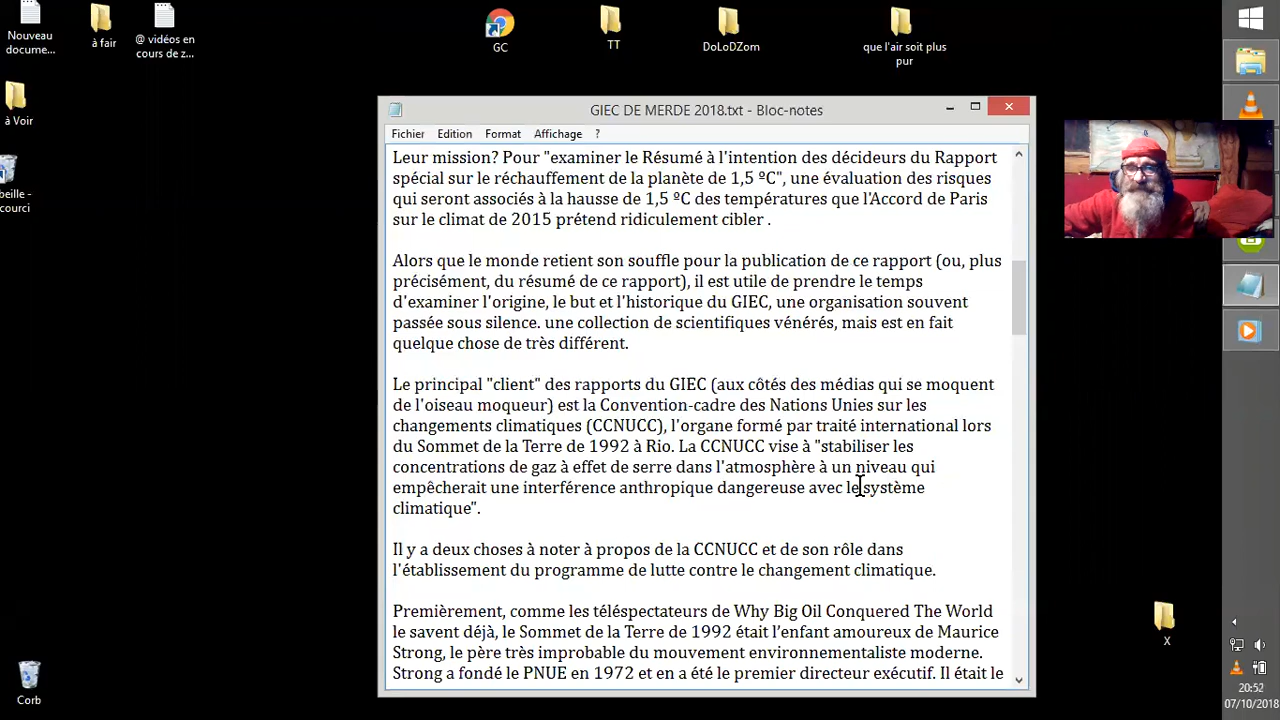 Nouveau
docume...
à fair
@ vidéos en
cours de z...
GC
TT
DoLoDZom
que l'air soit plus
pur
à Voir
beille -
courci
GIEC DE MERDE 2018.txt - Bloc-notes
Fichier Edition Format Affichage ?
Leur mission? Pour "examiner le Résumé à l'intention des décideurs du Rapport
spécial sur le réchauffement de la planète de 1,5 ºC", une évaluation des risques
qui seront associés à la hausse de 1,5 ºC des températures que l'Accord de Paris
sur le climat de 2015 prétend ridiculement cibler .
Alors que le monde retient son souffle pour la publication de ce rapport (ou, plus
précisément, du résumé de ce rapport), il est utile de prendre le temps
d'examiner l'origine, le but et l'historique du GIEC, une organisation souvent
passée sous silence. une collection de scientifiques vénérés, mais est en fait
quelque chose de très différent.
Le principal "client" des rapports du GIEC (aux côtés des médias qui se moquent
de l'oiseau moqueur) est la Convention-cadre des Nations Unies sur les
changements climatiques (CCNUCC), l'organe formé par traité international lors
du Sommet de la Terre de 1992 à Rio. La CCNUCC vise à "stabiliser les
concentrations de gaz à effet de serre dans l'atmosphère à un niveau qui
empêcherait une interférence anthropique dangereuse avec le système
climatique".
Il y a deux choses à noter à propos de la CCNUCC et de son rôle dans
l'établissement du programme de lutte contre le changement climatique.
Premièrement, comme les téléspectateurs de Why Big Oil Conquered The World
le savent déjà, le Sommet de la Terre de 1992 était l’enfant amoureux de Maurice
Strong, le père très improbable du mouvement environnementaliste moderne.
Strong a fondé le PNUE en 1972 et en a été le premier directeur exécutif. Il était le
X
Corb
20:52
07/10/2018